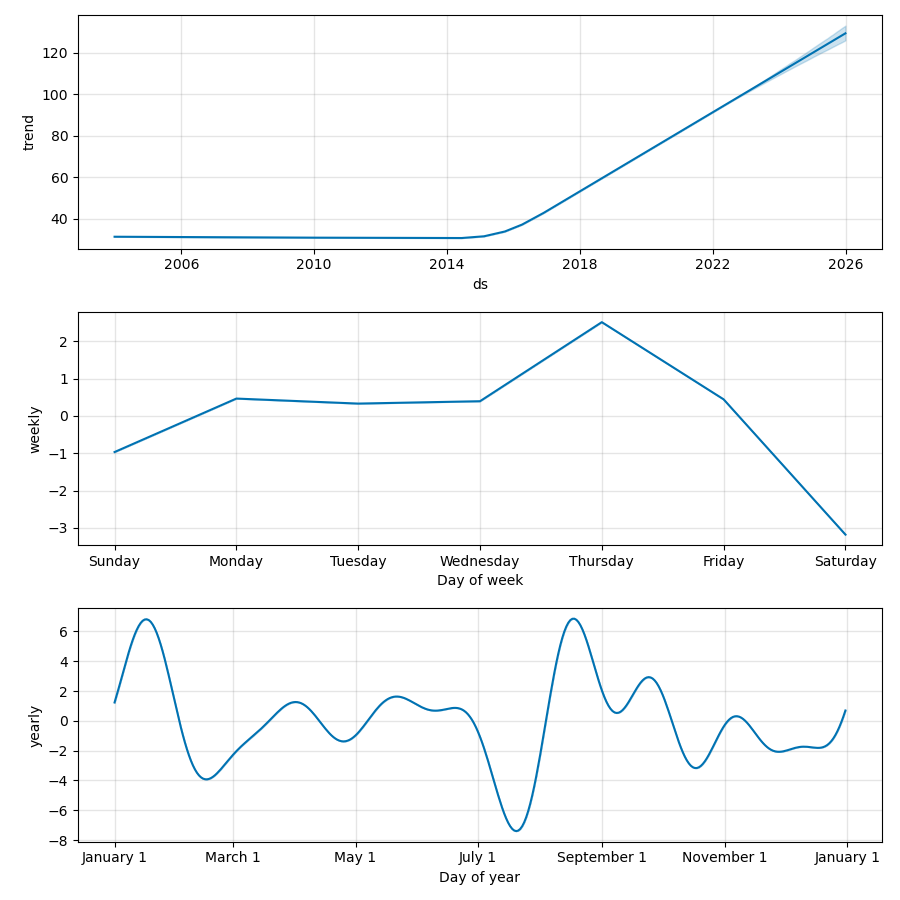 120
100
80
60
40
trend
2006 2010 2014 2018 2022 2026
ds
2
1
0
−1
−2
−3
weekly
Sunday Monday Tuesday Wednesday Thursday Friday Saturday
Day of week
6
4
2
0
−2
−4
−6
−8
yearly
January 1 March 1 May 1 July 1 September 1 November 1 January 1
Day of year